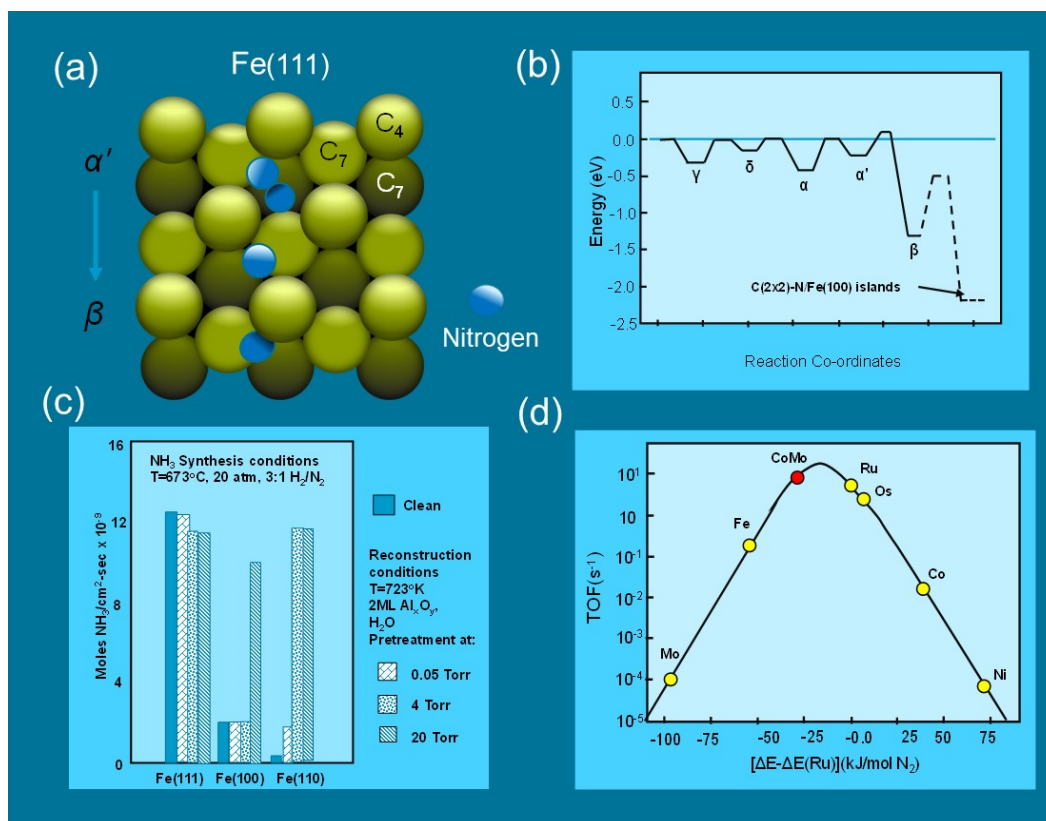 (a)
Fe(111)
C₄
C₇
C₇
α′
β
Nitrogen
(b)
0.5
0.0
-0.5
-1.0
-1.5
-2.0
-2.5
Energy (eV)
γ
δ
α
α'
β
C(2x2)-N/Fe(100) islands
Reaction Co-ordinates
(c)
16
12
8
4
0
Moles NH₃/cm²-sec x 10⁻⁹
NH₃ Synthesis conditions
T=673°C, 20 atm, 3:1 H₂/N₂
Fe(111)
Fe(100)
Fe(110)
Clean
Reconstruction
conditions
T=723°K
2ML AlₓOᵧ,
H₂O
Pretreatment at:
0.05 Torr
4 Torr
20 Torr
(d)
10¹
10
10⁻¹
10⁻²
10⁻³
10⁻⁴
10⁻⁵
TOF(s⁻¹)
CoMo
Ru
Os
Fe
Co
Mo
Ni
-100
-75
-50
-25
-0.0
25
50
75
[ΔE-ΔE(Ru)](kJ/mol N₂)